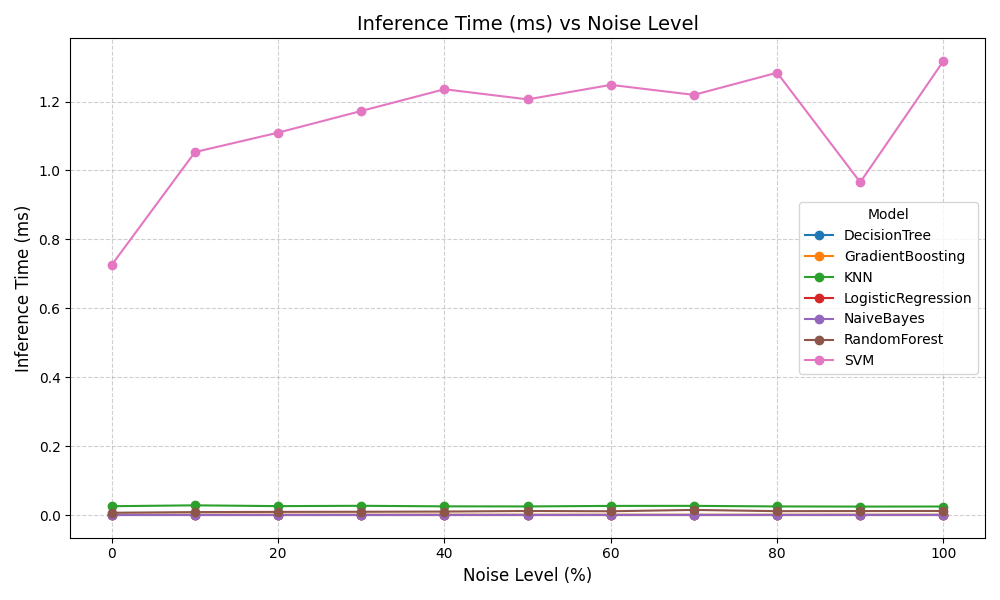 Inference Time (ms) vs Noise Level
Inference Time (ms)
1.2
1.0
0.8
0.6
0.4
0.2
0.0
0 20 40 60 80 100
Noise Level (%)
Model
DecisionTree
GradientBoosting
KNN
LogisticRegression
NaiveBayes
RandomForest
SVM